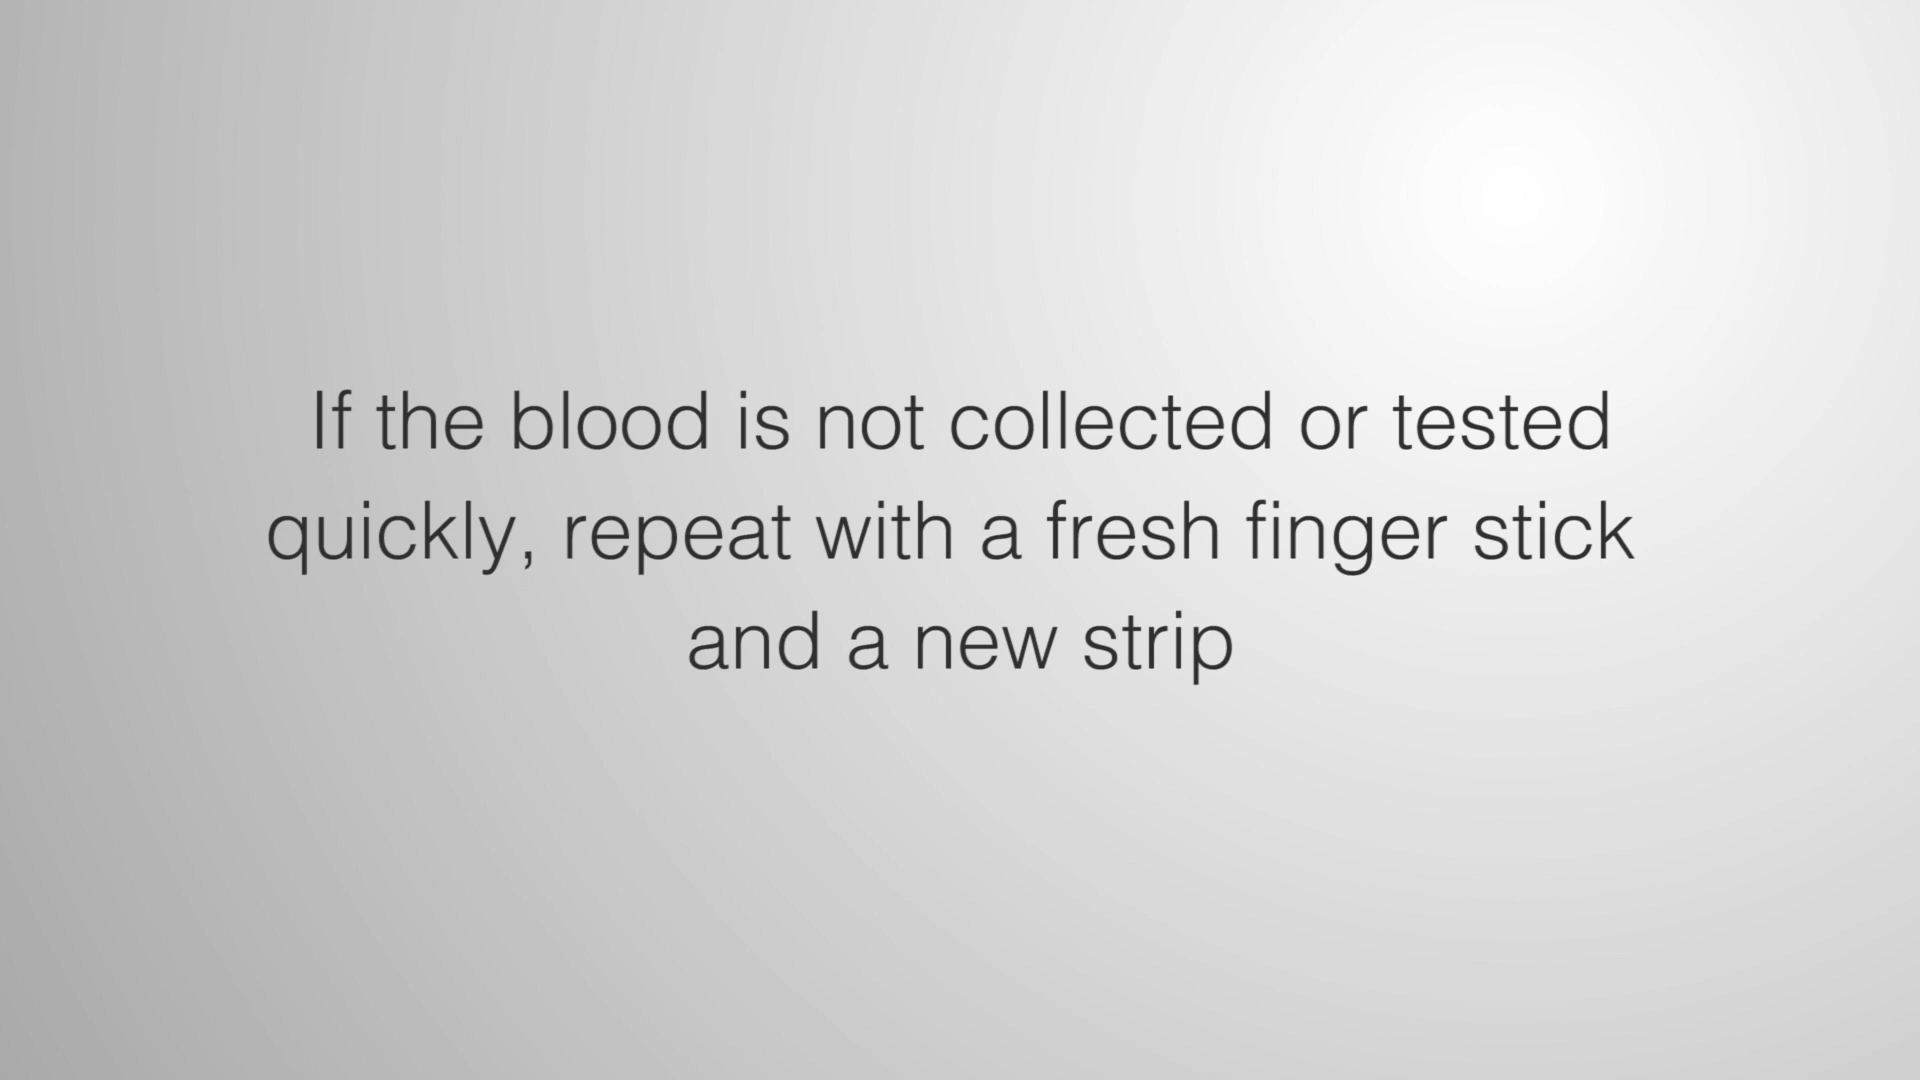 If the blood is not collected or tested
quickly, repeat with a fresh finger stick
and a new strip